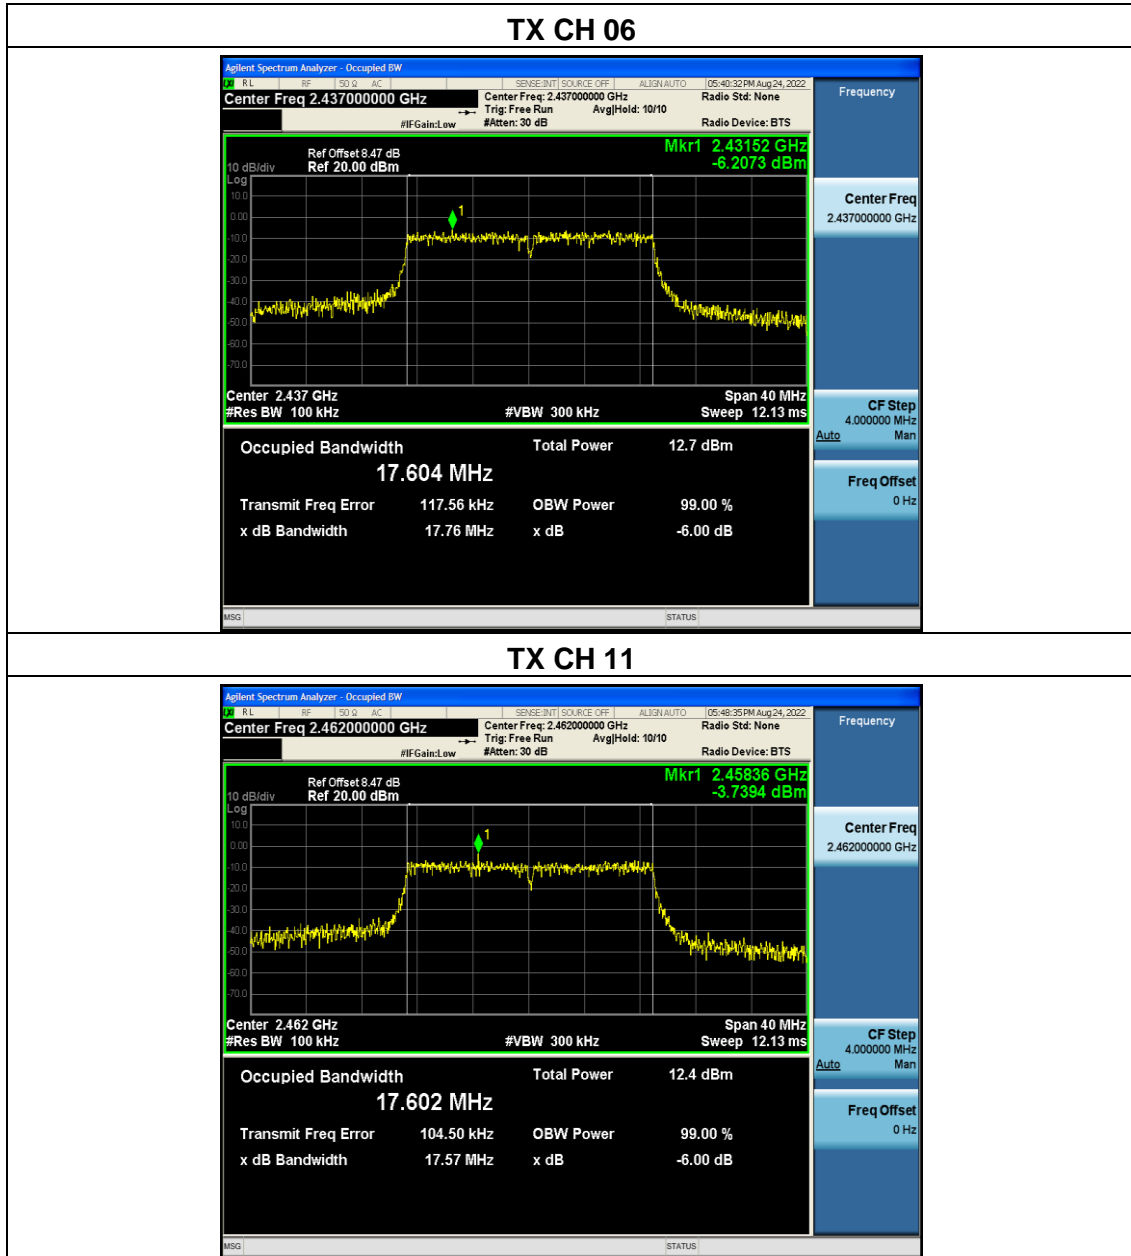 TX CH 06
Agilent Spectrum Analyzer - Occupied BW
LXI RL RF 50 Ω AC SENSE:INT SOURCE OFF ALIGN AUTO 05:40:32 PM Aug 24, 2022
Center Freq 2.437000000 GHz
Center Freq: 2.437000000 GHz
Radio Std: None
Trig: Free Run Avg|Hold: 10/10
#IFGain:Low #Atten: 30 dB Radio Device: BTS
Frequency
Mkr1 2.43152 GHz
-6.2073 dBm
Ref Offset 8.47 dB
10 dB/div Ref 20.00 dBm
Log
10.0
0.00
-10.0
-20.0
-30.0
-40.0
-50.0
-60.0
-70.0
1
Center Freq
2.437000000 GHz
Center 2.437 GHz Span 40 MHz
#Res BW 100 kHz #VBW 300 kHz Sweep 12.13 ms
CF Step
4.000000 MHz
Auto Man
Occupied Bandwidth Total Power 12.7 dBm
17.604 MHz
Transmit Freq Error 117.56 kHz OBW Power 99.00 %
x dB Bandwidth 17.76 MHz x dB -6.00 dB
Freq Offset
0 Hz
MSG STATUS
TX CH 11
Agilent Spectrum Analyzer - Occupied BW
LXI RL RF 50 Ω AC SENSE:INT SOURCE OFF ALIGN AUTO 05:48:35 PM Aug 24, 2022
Center Freq 2.462000000 GHz
Center Freq: 2.462000000 GHz
Radio Std: None
Trig: Free Run Avg|Hold: 10/10
#IFGain:Low #Atten: 30 dB Radio Device: BTS
Frequency
Mkr1 2.45836 GHz
-3.7394 dBm
Ref Offset 8.47 dB
10 dB/div Ref 20.00 dBm
Log
10.0
0.00
-10.0
-20.0
-30.0
-40.0
-50.0
-60.0
-70.0
1
Center Freq
2.462000000 GHz
Center 2.462 GHz Span 40 MHz
#Res BW 100 kHz #VBW 300 kHz Sweep 12.13 ms
CF Step
4.000000 MHz
Auto Man
Occupied Bandwidth Total Power 12.4 dBm
17.602 MHz
Transmit Freq Error 104.50 kHz OBW Power 99.00 %
x dB Bandwidth 17.57 MHz x dB -6.00 dB
Freq Offset
0 Hz
MSG STATUS